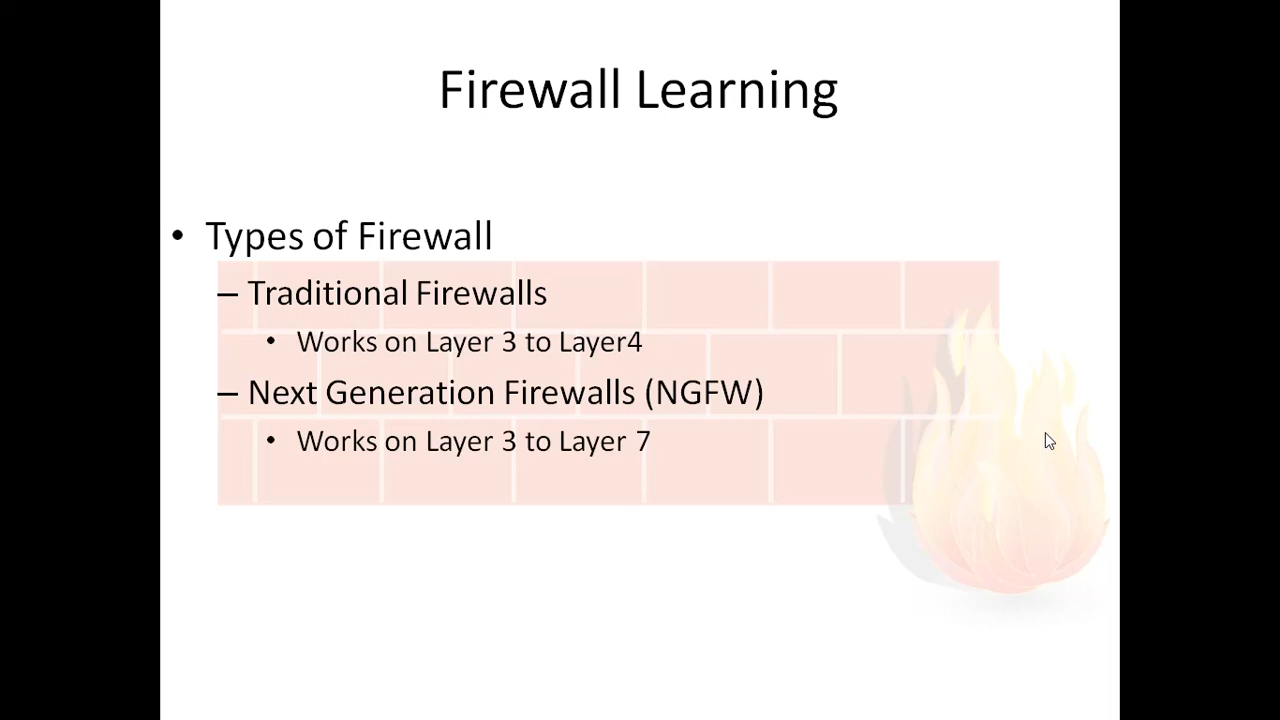 Firewall Learning
• Types of Firewall
– Traditional Firewalls
• Works on Layer 3 to Layer4
– Next Generation Firewalls (NGFW)
• Works on Layer 3 to Layer 7